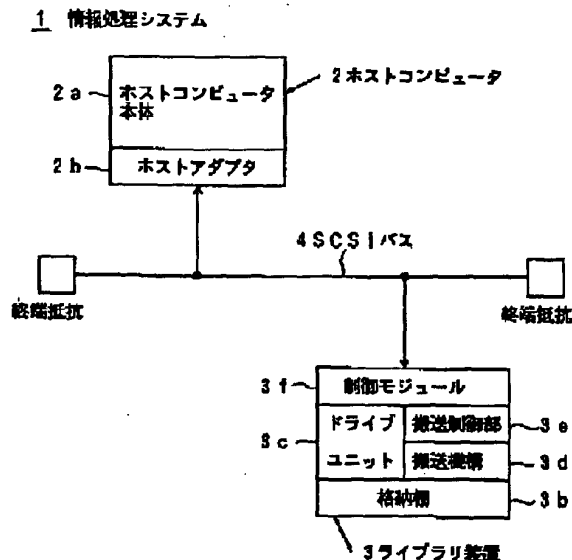 1 情報処理システム
2a ホストコンピュータ
本体
2ホストコンピュータ
2b ホストアダプタ
4SCSIバス
終端抵抗
終端抵抗
3f 制御モジュール
ドライブ 搬送制御部 3e
3c
ユニット 搬送機構 3d
格納棚 3b
3ライブラリ装置